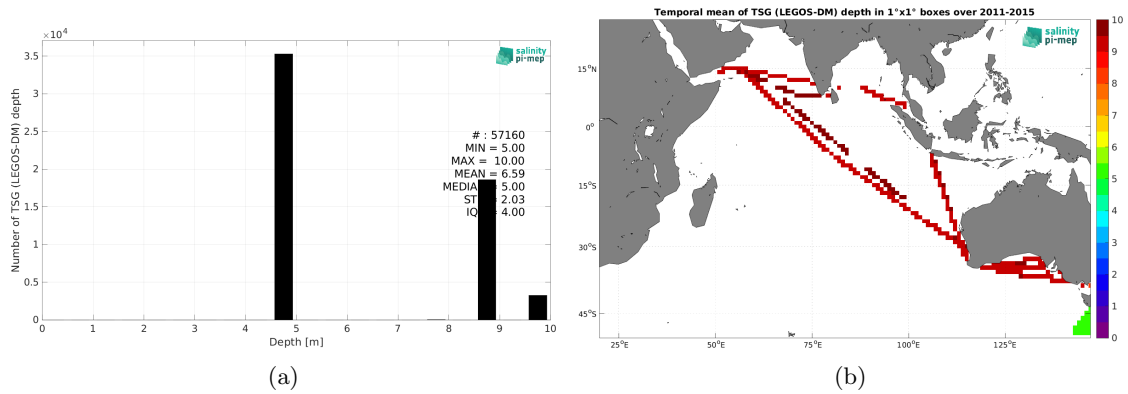 ×10⁴
salinity
pi-mep
3.5
3
2.5
2
1.5
1
0.5
0
Number of TSG (LEGOS-DM) depth
# : 57160
MIN = 5.00
MAX = 10.00
MEAN = 6.59
= 5.00
= 2.03
= 4.00
0 1 2 3 4 5 6 7 8 9 10
Depth [m]
(a)
Temporal mean of TSG (LEGOS-DM) depth in 1°x1° boxes over 2011-2015
salinity
pi-mep
15°N
0°
15°S
30°S
45°S
25°E 50°E 75°E 100°E 125°E
10
9
8
7
6
5
4
3
2
1
0
(b)